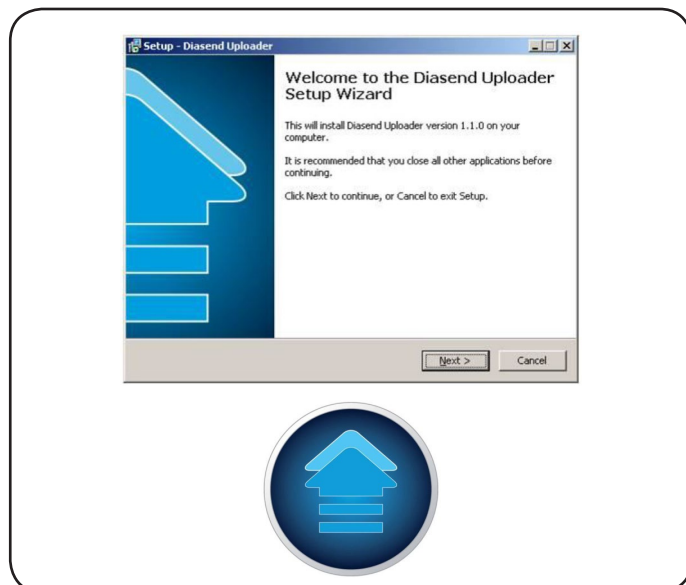 Setup - Diasend Uploader
Welcome to the Diasend Uploader
Setup Wizard
This will install Diasend Uploader version 1.1.0 on your
computer.
It is recommended that you close all other applications before
continuing.
Click Next to continue, or Cancel to exit Setup.
Next >
Cancel